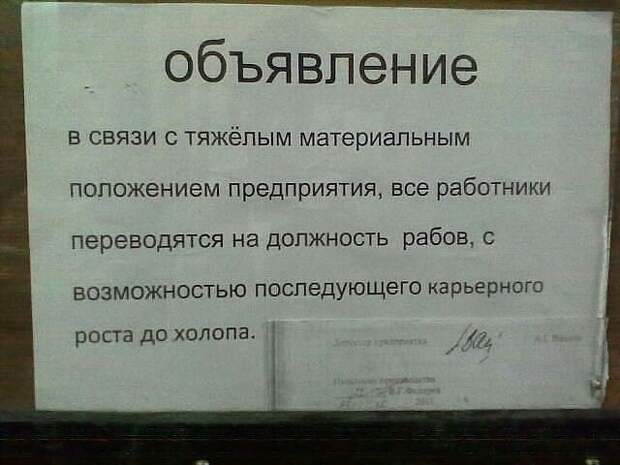 объявление
в связи с тяжёлым материальным
положением предприятия, все работники
переводятся на должность рабов, с
возможностью последующего карьерного
роста до холопа.